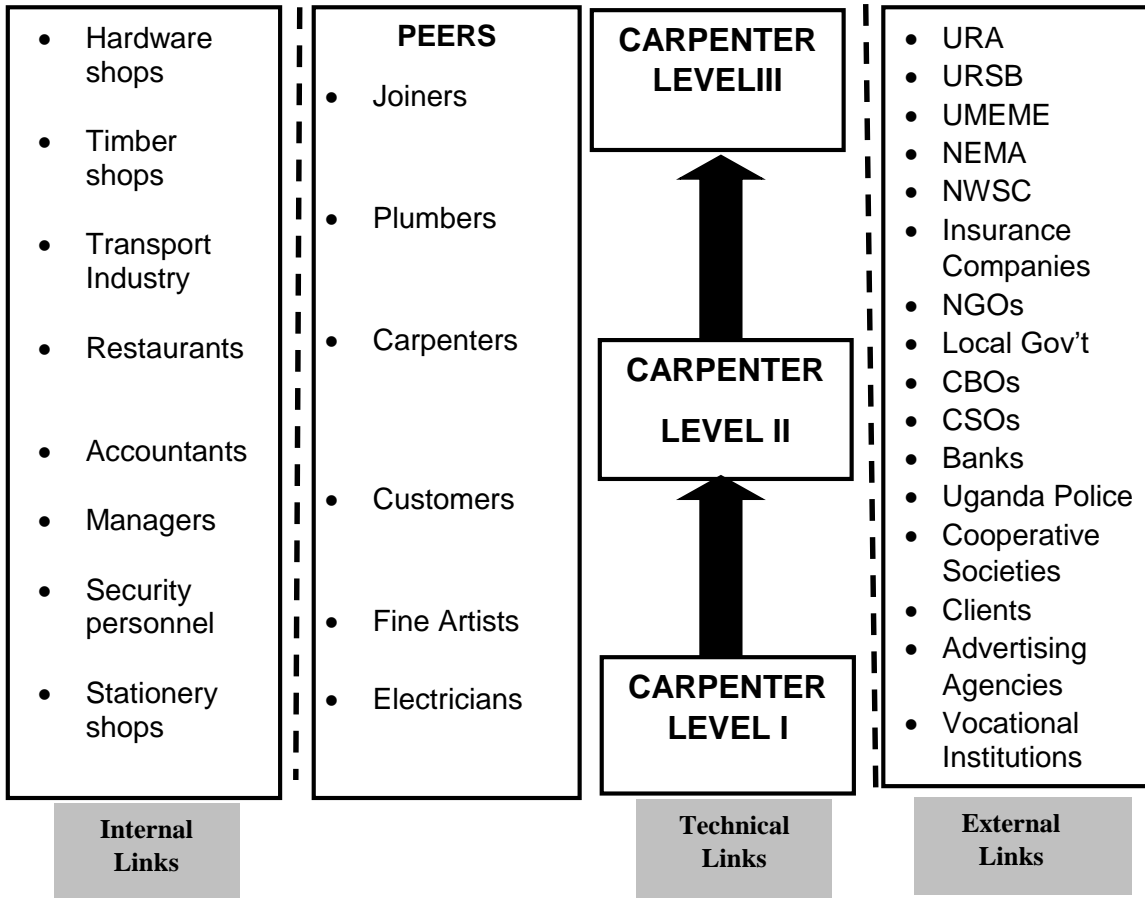 • Hardware
shops
• Timber
shops
• Transport
Industry
• Restaurants
• Accountants
• Managers
• Security
personnel
• Stationery
shops
Internal
Links
PEERS
• Joiners
• Plumbers
• Carpenters
• Customers
• Fine Artists
• Electricians
CARPENTER
LEVELIII
CARPENTER
LEVEL II
CARPENTER
LEVEL I
Technical
Links
• URA
• URSB
• UMEME
• NEMA
• NWSC
• Insurance
Companies
• NGOs
• Local Gov't
• CBOs
• CSOs
• Banks
• Uganda Police
• Cooperative
Societies
• Clients
• Advertising
Agencies
• Vocational
Institutions
External
Links